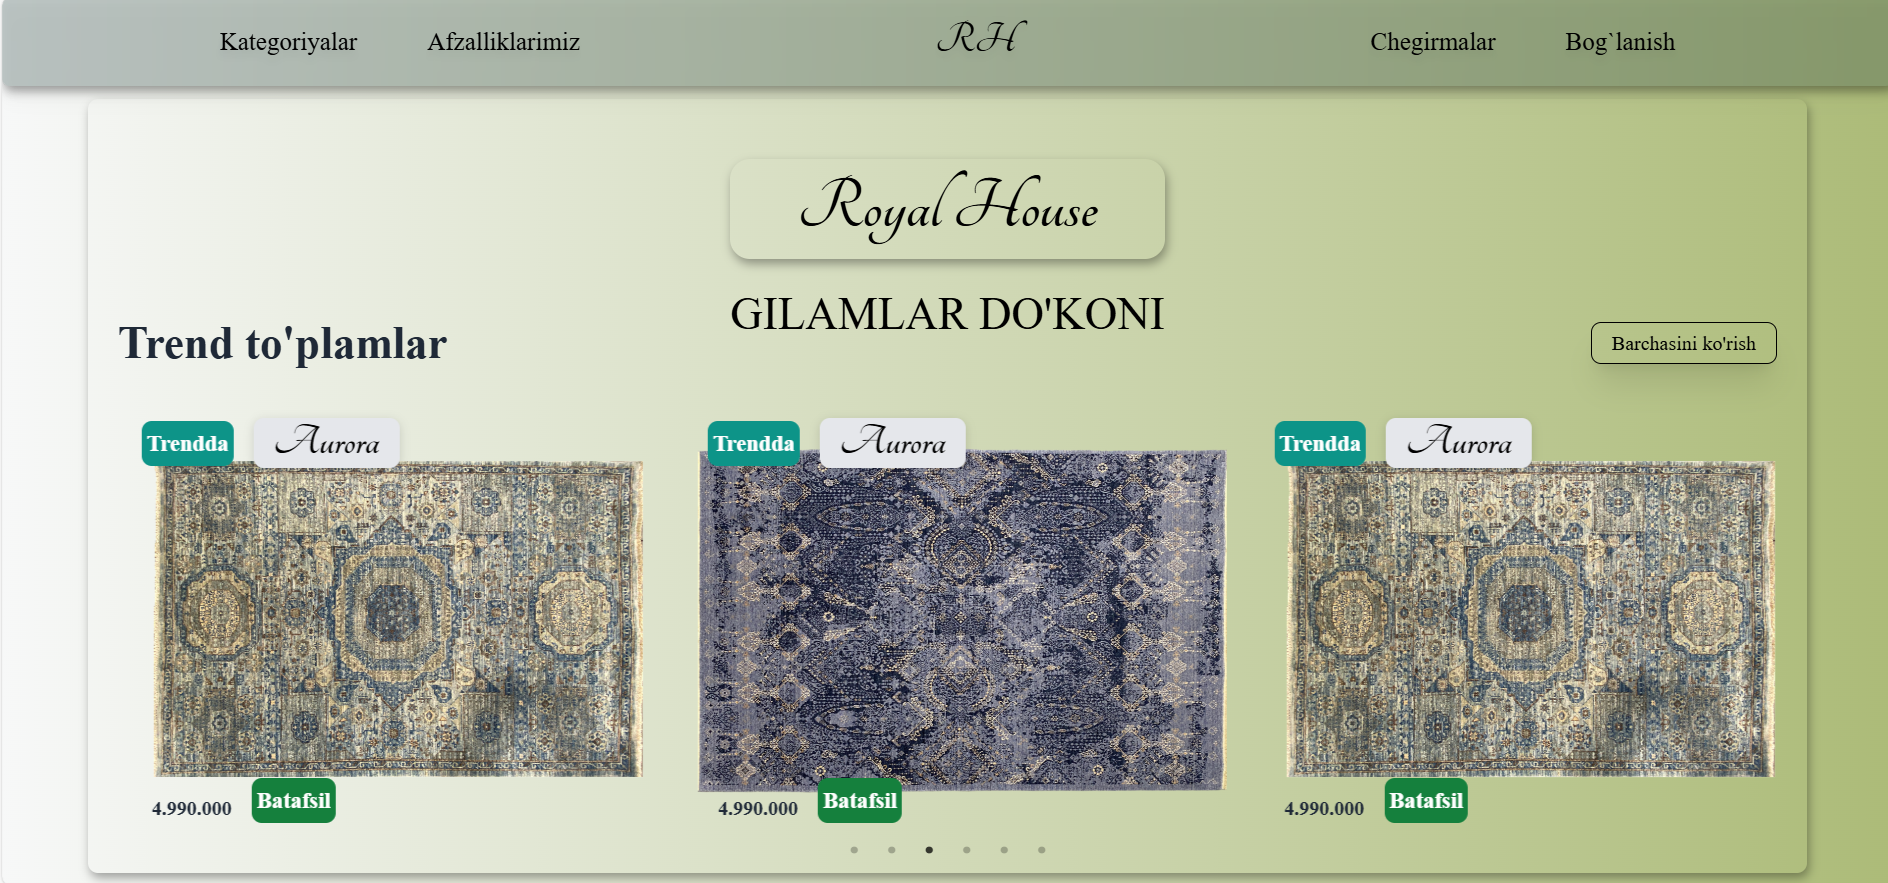 Kategoriyalar Afzalliklarimiz RH Chegirmalar Bog`lanish
Royal House
GILAMLAR DO'KONI
Trend to'plamlar
Barchasini ko'rish
Trendda Aurora
Trendda Aurora
Trendda Aurora
4.990.000 Batafsil
4.990.000 Batafsil
4.990.000 Batafsil